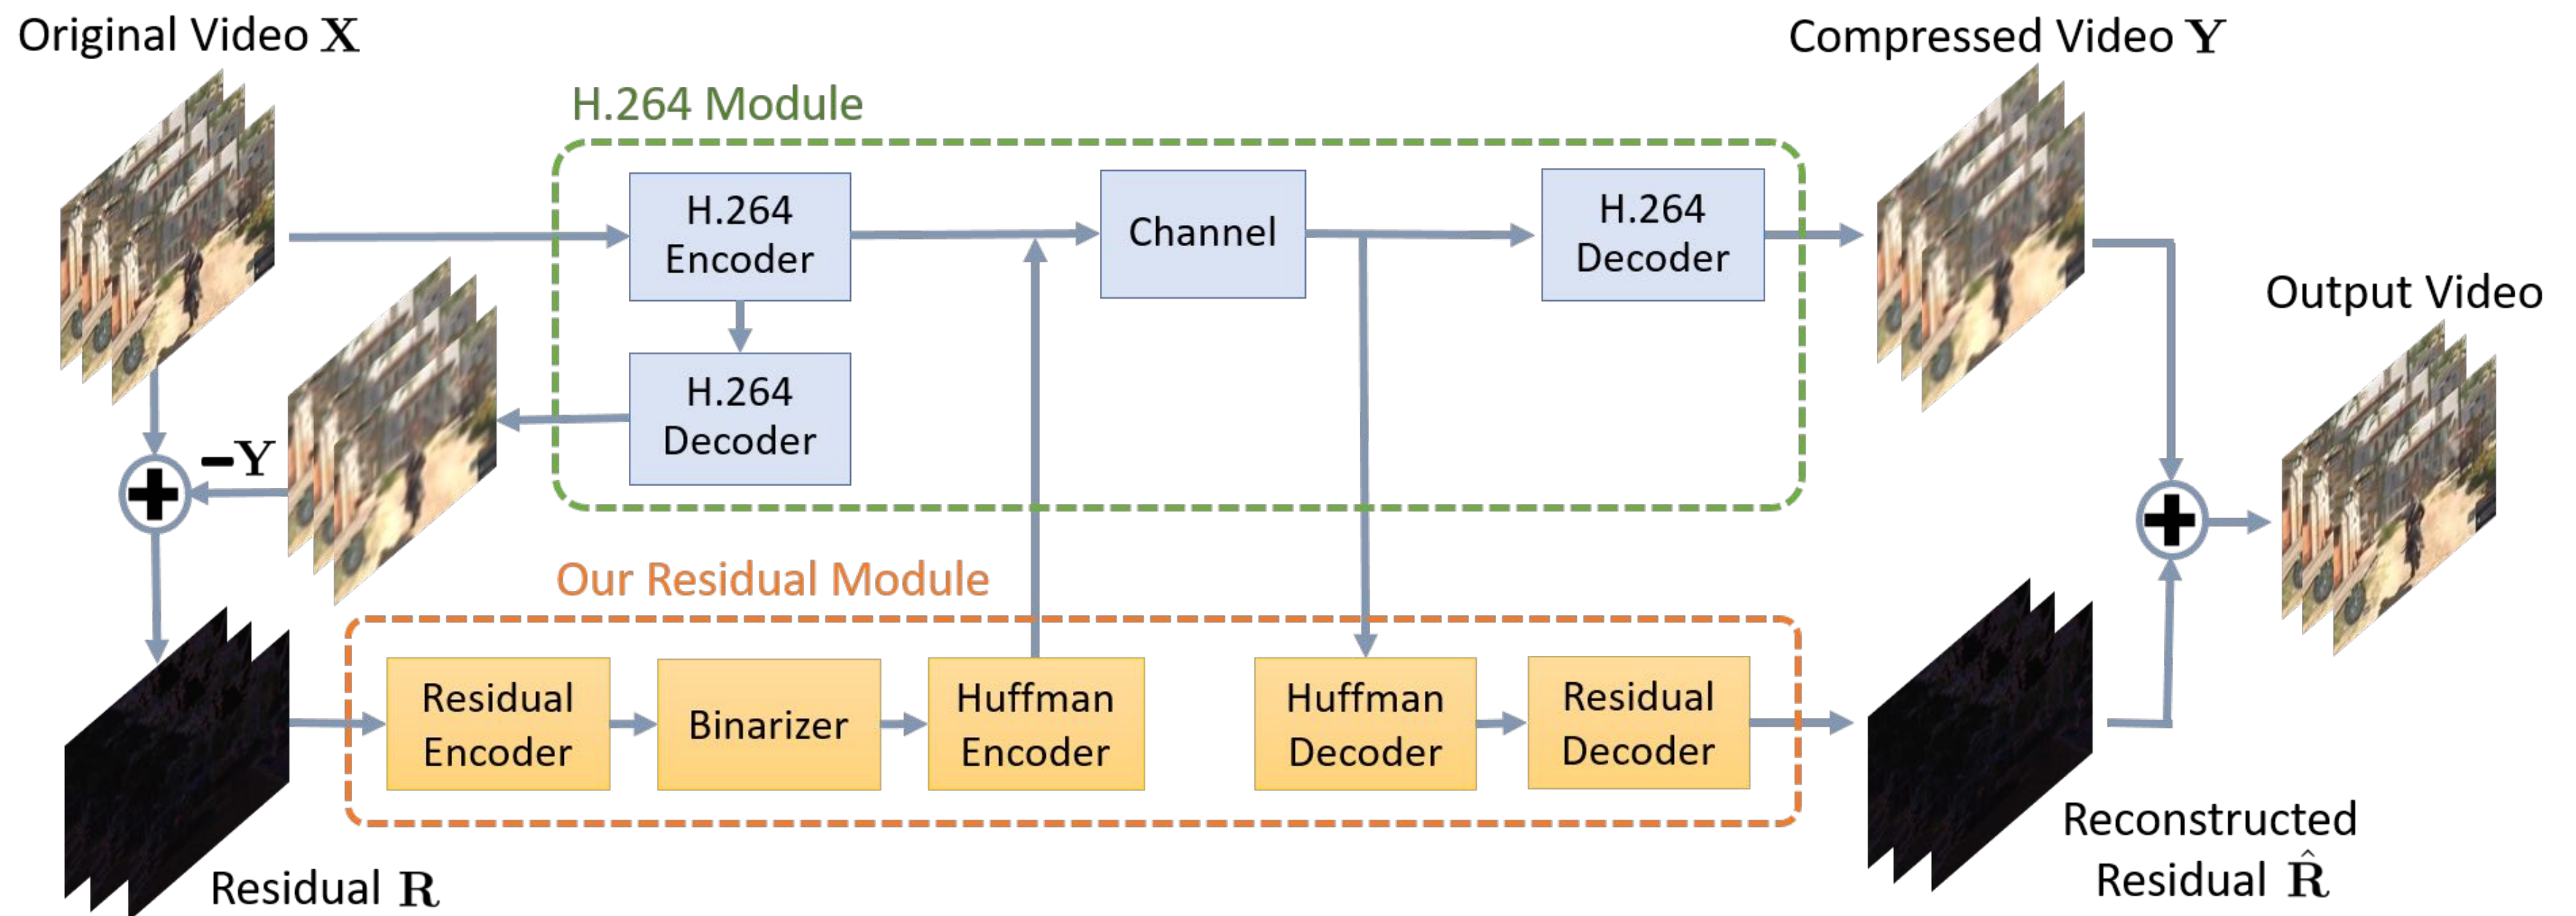 Original Video X
Compressed Video Y
H.264 Module
H.264
Encoder
Channel
H.264
Decoder
Output Video
H.264
Decoder
−Y
Our Residual Module
Residual
Encoder
Binarizer
Huffman
Encoder
Huffman
Decoder
Residual
Decoder
Residual R
Reconstructed
Residual R̂